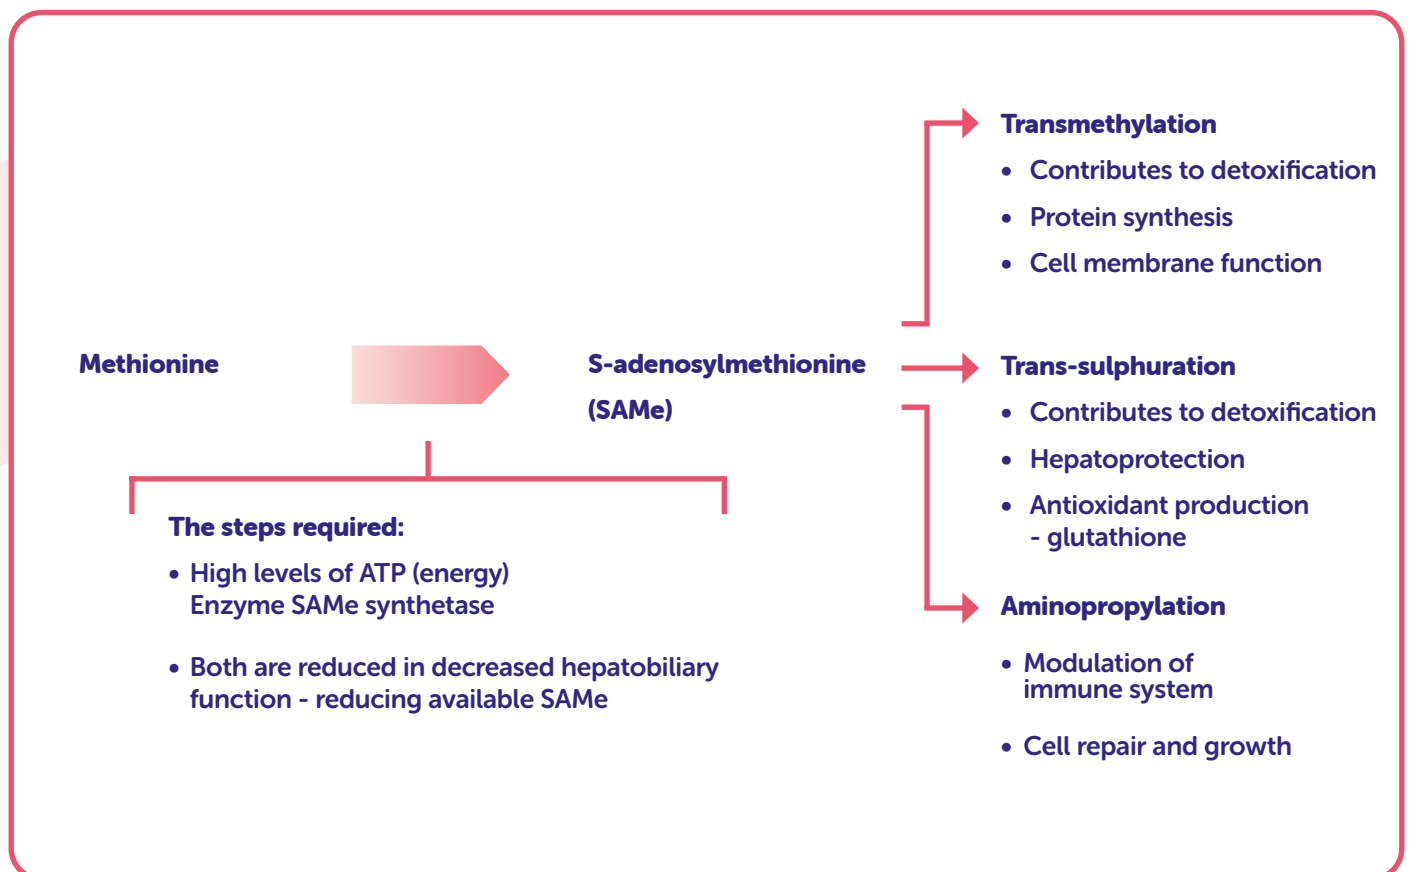 Methionine
S-adenosylmethionine
(SAMe)
The steps required:
• High levels of ATP (energy)
Enzyme SAMe synthetase
• Both are reduced in decreased hepatobiliary
function - reducing available SAMe
Transmethylation
• Contributes to detoxification
• Protein synthesis
• Cell membrane function
Trans-sulphuration
• Contributes to detoxification
• Hepatoprotection
• Antioxidant production
- glutathione
Aminopropylation
• Modulation of
immune system
• Cell repair and growth